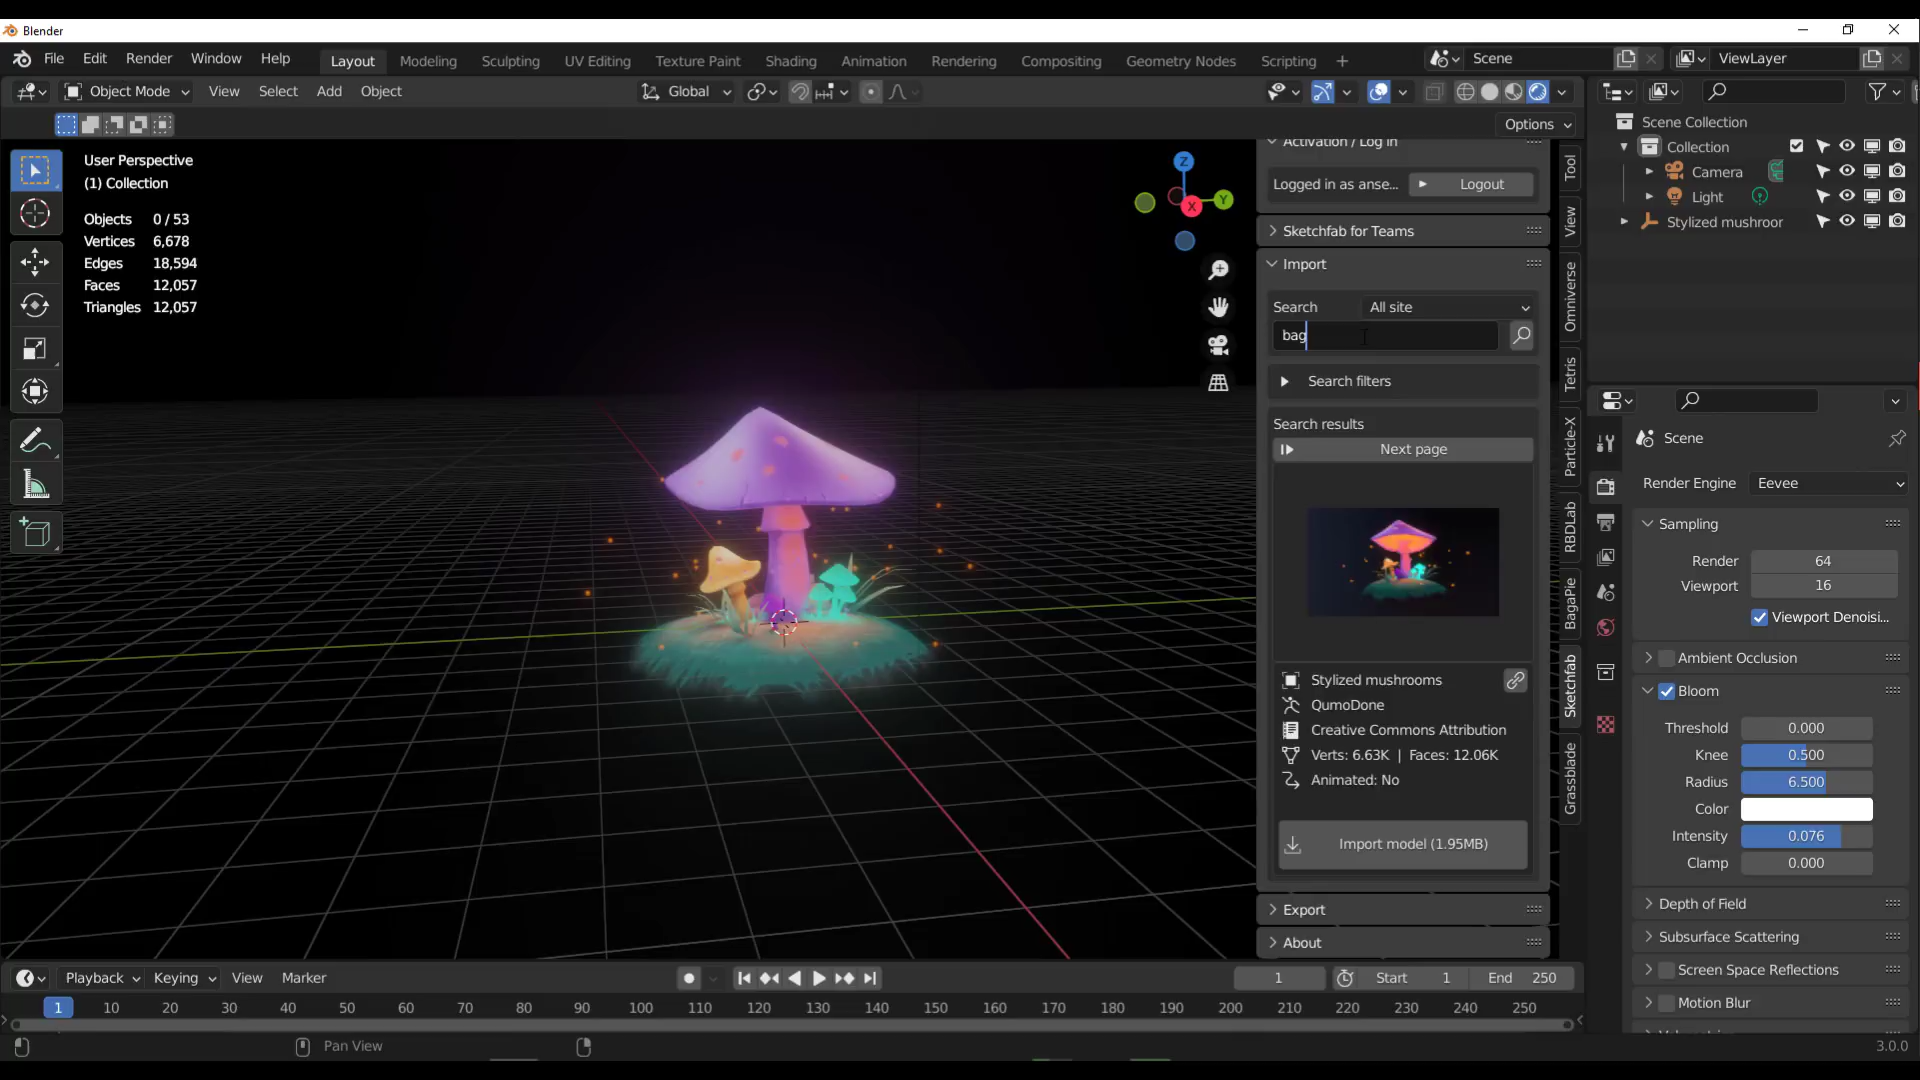 Blender
File Edit Render Window Help Layout Modeling Sculpting UV Editing Texture Paint Shading Animation Rendering Compositing Geometry Nodes Scripting + Scene ViewLayer
Object Mode View Select Add Object Global
Options
User Perspective
(1) Collection
Objects 0 / 53
Vertices 6,678
Edges 18,594
Faces 12,057
Triangles 12,057
Z
Y
X
Activation / Log in
Logged in as anse... Logout
Sketchfab for Teams
Import
Search All site
bag
Search filters
Search results
Next page
Stylized mushrooms
QumoDone
Creative Commons Attribution
Verts: 6.63K | Faces: 12.06K
Animated: No
Import model (1.95MB)
Export
About
Tool
View
Omniverse
Tetris
Particle-X
RBDLab
BagaPie
Sketchfab
Grassblade
Scene Collection
Collection
Camera
Light
Stylized mushroor
Scene
Render Engine Eevee
Sampling
Render 64
Viewport 16
Viewport Denoisi...
Ambient Occlusion
Bloom
Threshold 0.000
Knee 0.500
Radius 6.500
Color
Intensity 0.076
Clamp 0.000
Depth of Field
Subsurface Scattering
Screen Space Reflections
Motion Blur
Playback Keying View Marker 1 Start 1 End 250
1 10 20 30 40 50 60 70 80 90 100 110 120 130 140 150 160 170 180 190 200 210 220 230 240 250
Pan View
3.0.0